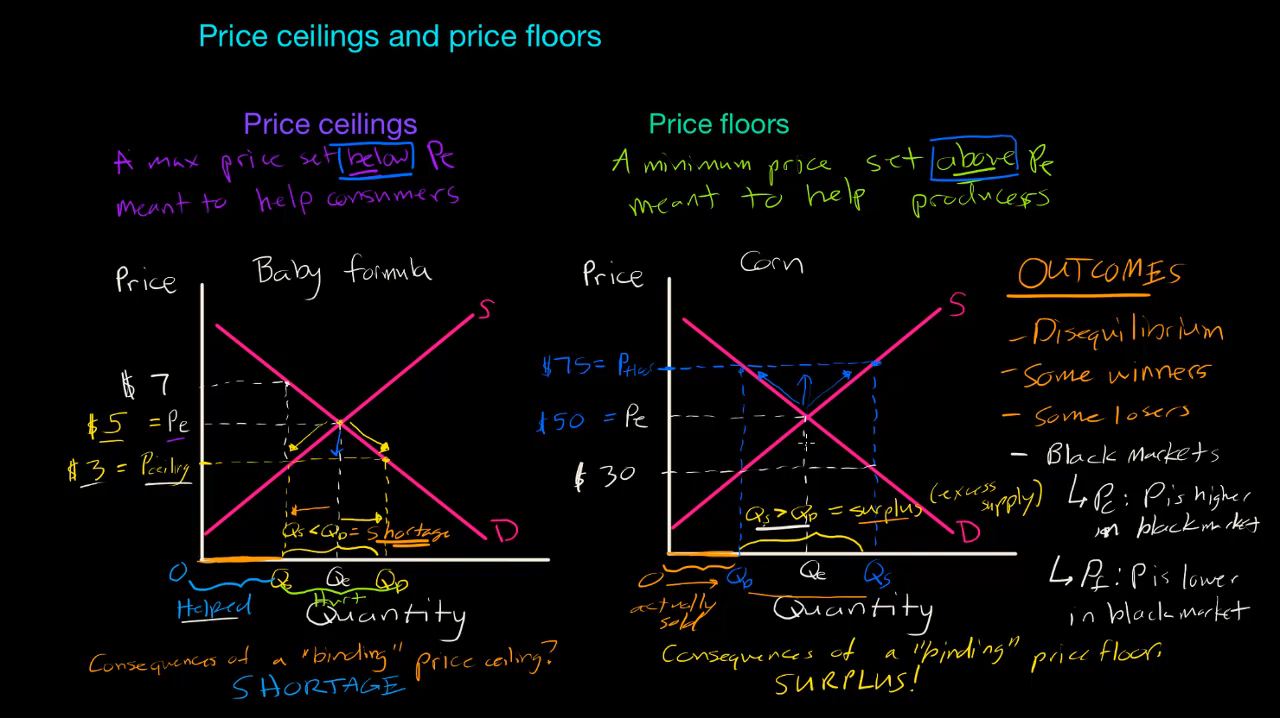 Price ceilings and price floors
Price ceilings
A max price set below Pe
meant to help consumers
Price floors
A minimum price set above Pe
meant to help producers
Price
Baby formula
S
$ 7
$5 = Pe
$3 = Pceiling
Qs < QD = Shortage
D
0
Qs
Qe
QD
Helped
Hurt
Quantity
Consequences of a "binding" price ceiling?
SHORTAGE
Price
Corn
S
$75 = Pfloor
$50 = Pe
$ 30
Qs > QD = surplus
(excess
supply)
D
0
QD
Qe
Qs
actually
sold
Quantity
Consequences of a "binding" price floor.
SURPLUS!
OUTCOMES
- Disequilibrium
- Some winners
- Some losers
- Black markets
↳ Pc: P is higher
in black market
↳ Pf: P is lower
in black market